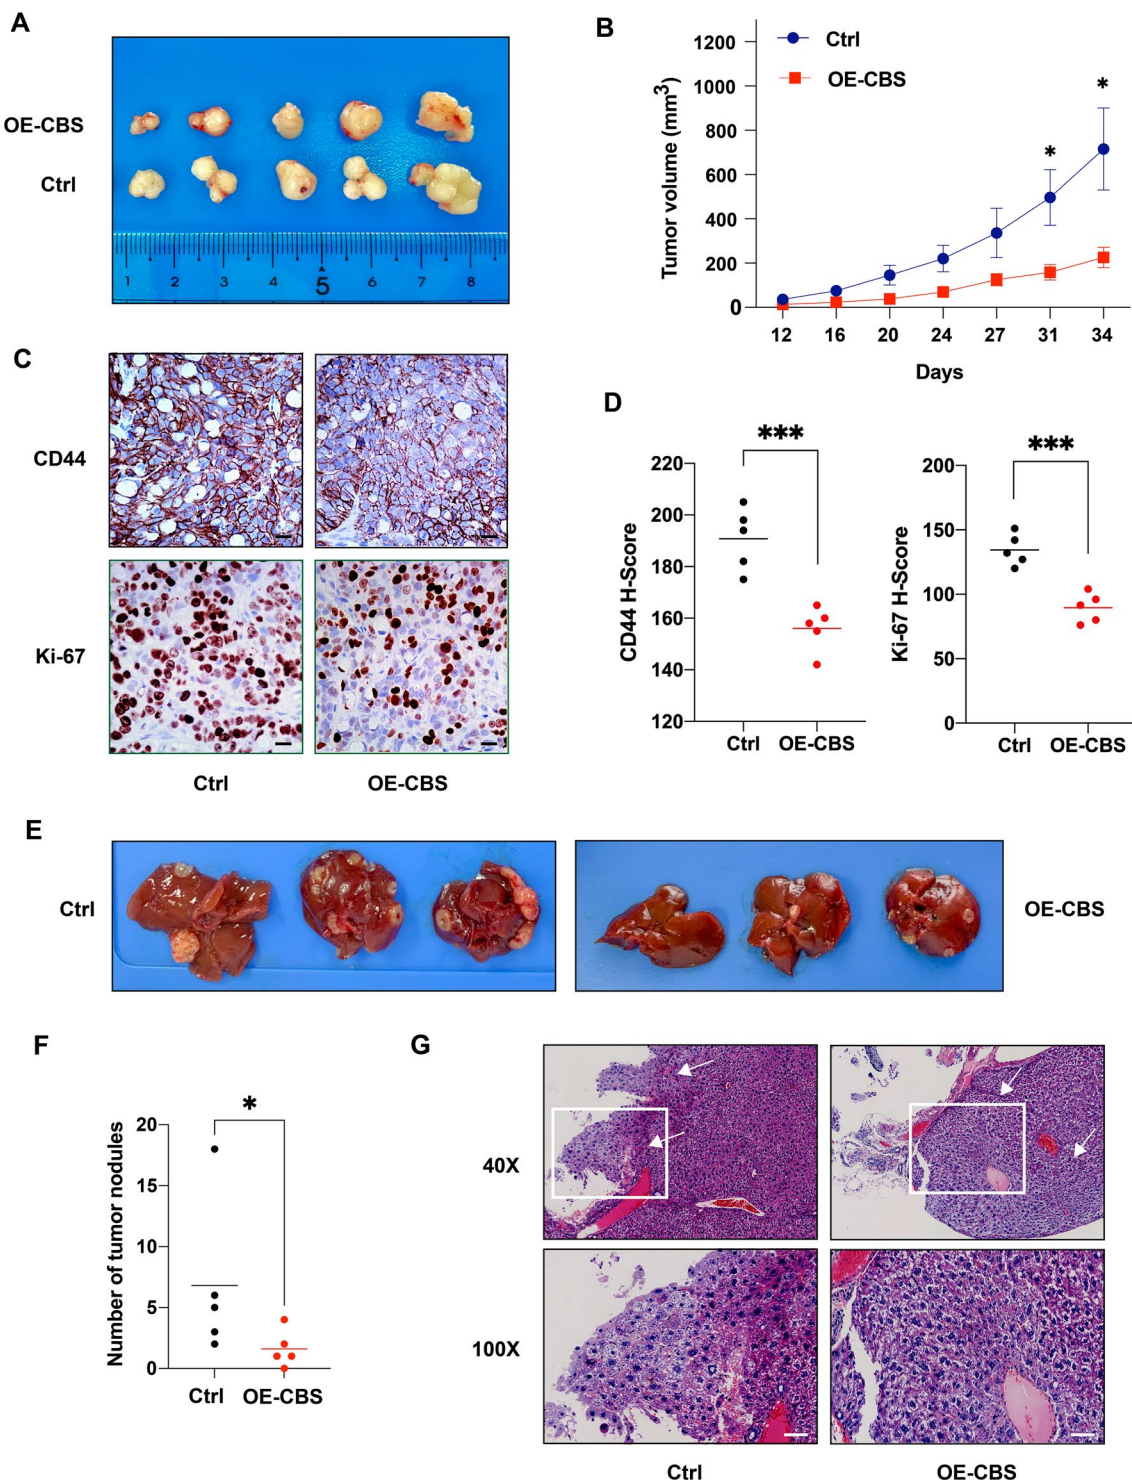 A
OE-CBS
Ctrl
1 2 3 4 5 6 7 8
B
Ctrl
OE-CBS
Tumor volume (mm3)
1200
1000
800
600
400
200
0
*
*
12 16 20 24 27 31 34
Days
C
CD44
Ki-67
Ctrl OE-CBS
D
CD44 H-Score
220
200
180
160
140
120
***
Ctrl OE-CBS
Ki-67 H-Score
200
150
100
50
0
***
Ctrl OE-CBS
E
Ctrl
OE-CBS
F
Number of tumor nodules
20
15
10
5
0
*
Ctrl OE-CBS
G
40X
100X
Ctrl OE-CBS